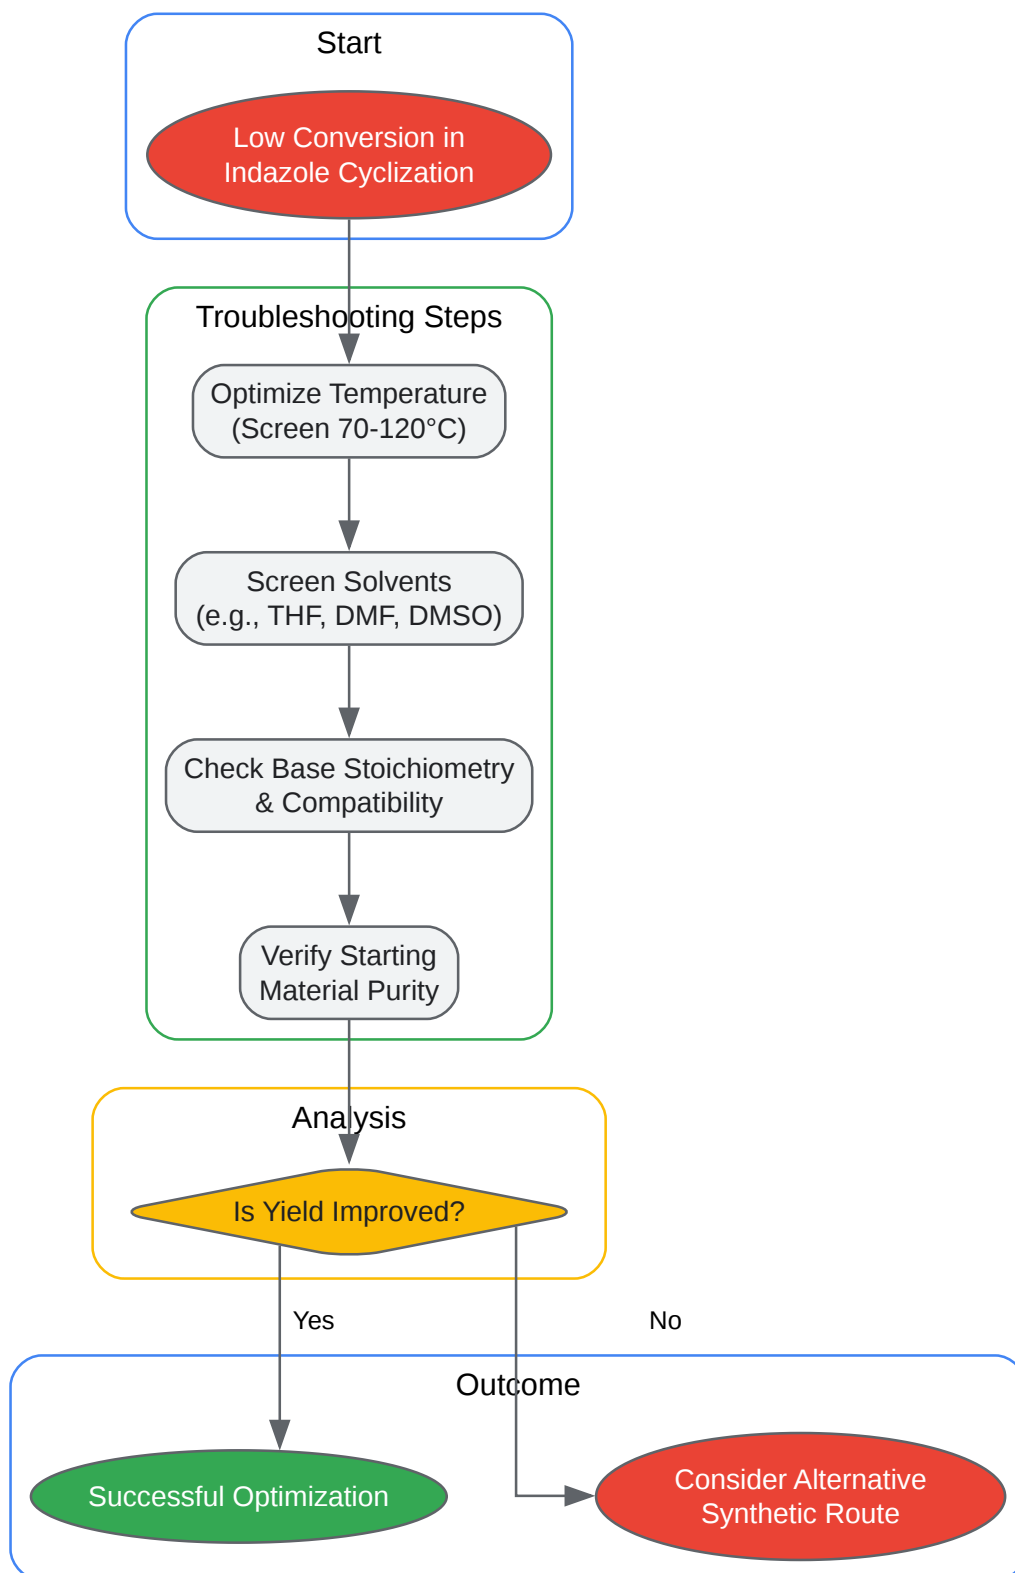 Start
Low Conversion in
Indazole Cyclization
Troubleshooting Steps
Optimize Temperature
(Screen 70-120°C)
Screen Solvents
(e.g., THF, DMF, DMSO)
Check Base Stoichiometry
& Compatibility
Verify Starting
Material Purity
Analysis
Is Yield Improved?
Yes
No
Outcome
Successful Optimization
Consider Alternative
Synthetic Route